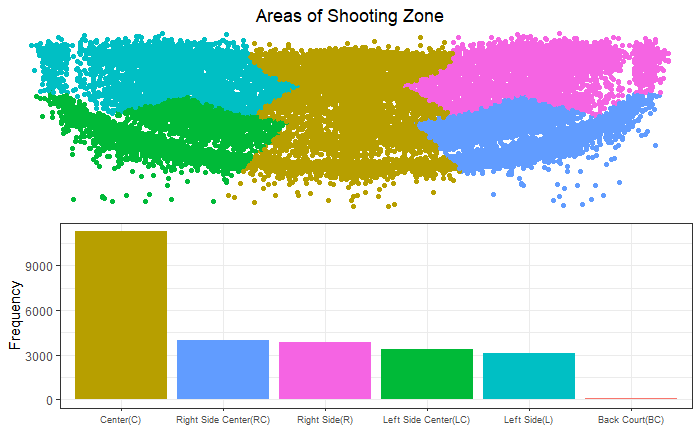 Areas of Shooting Zone
Frequency
9000
6000
3000
0
Center(C) Right Side Center(RC) Right Side(R) Left Side Center(LC) Left Side(L) Back Court(BC)